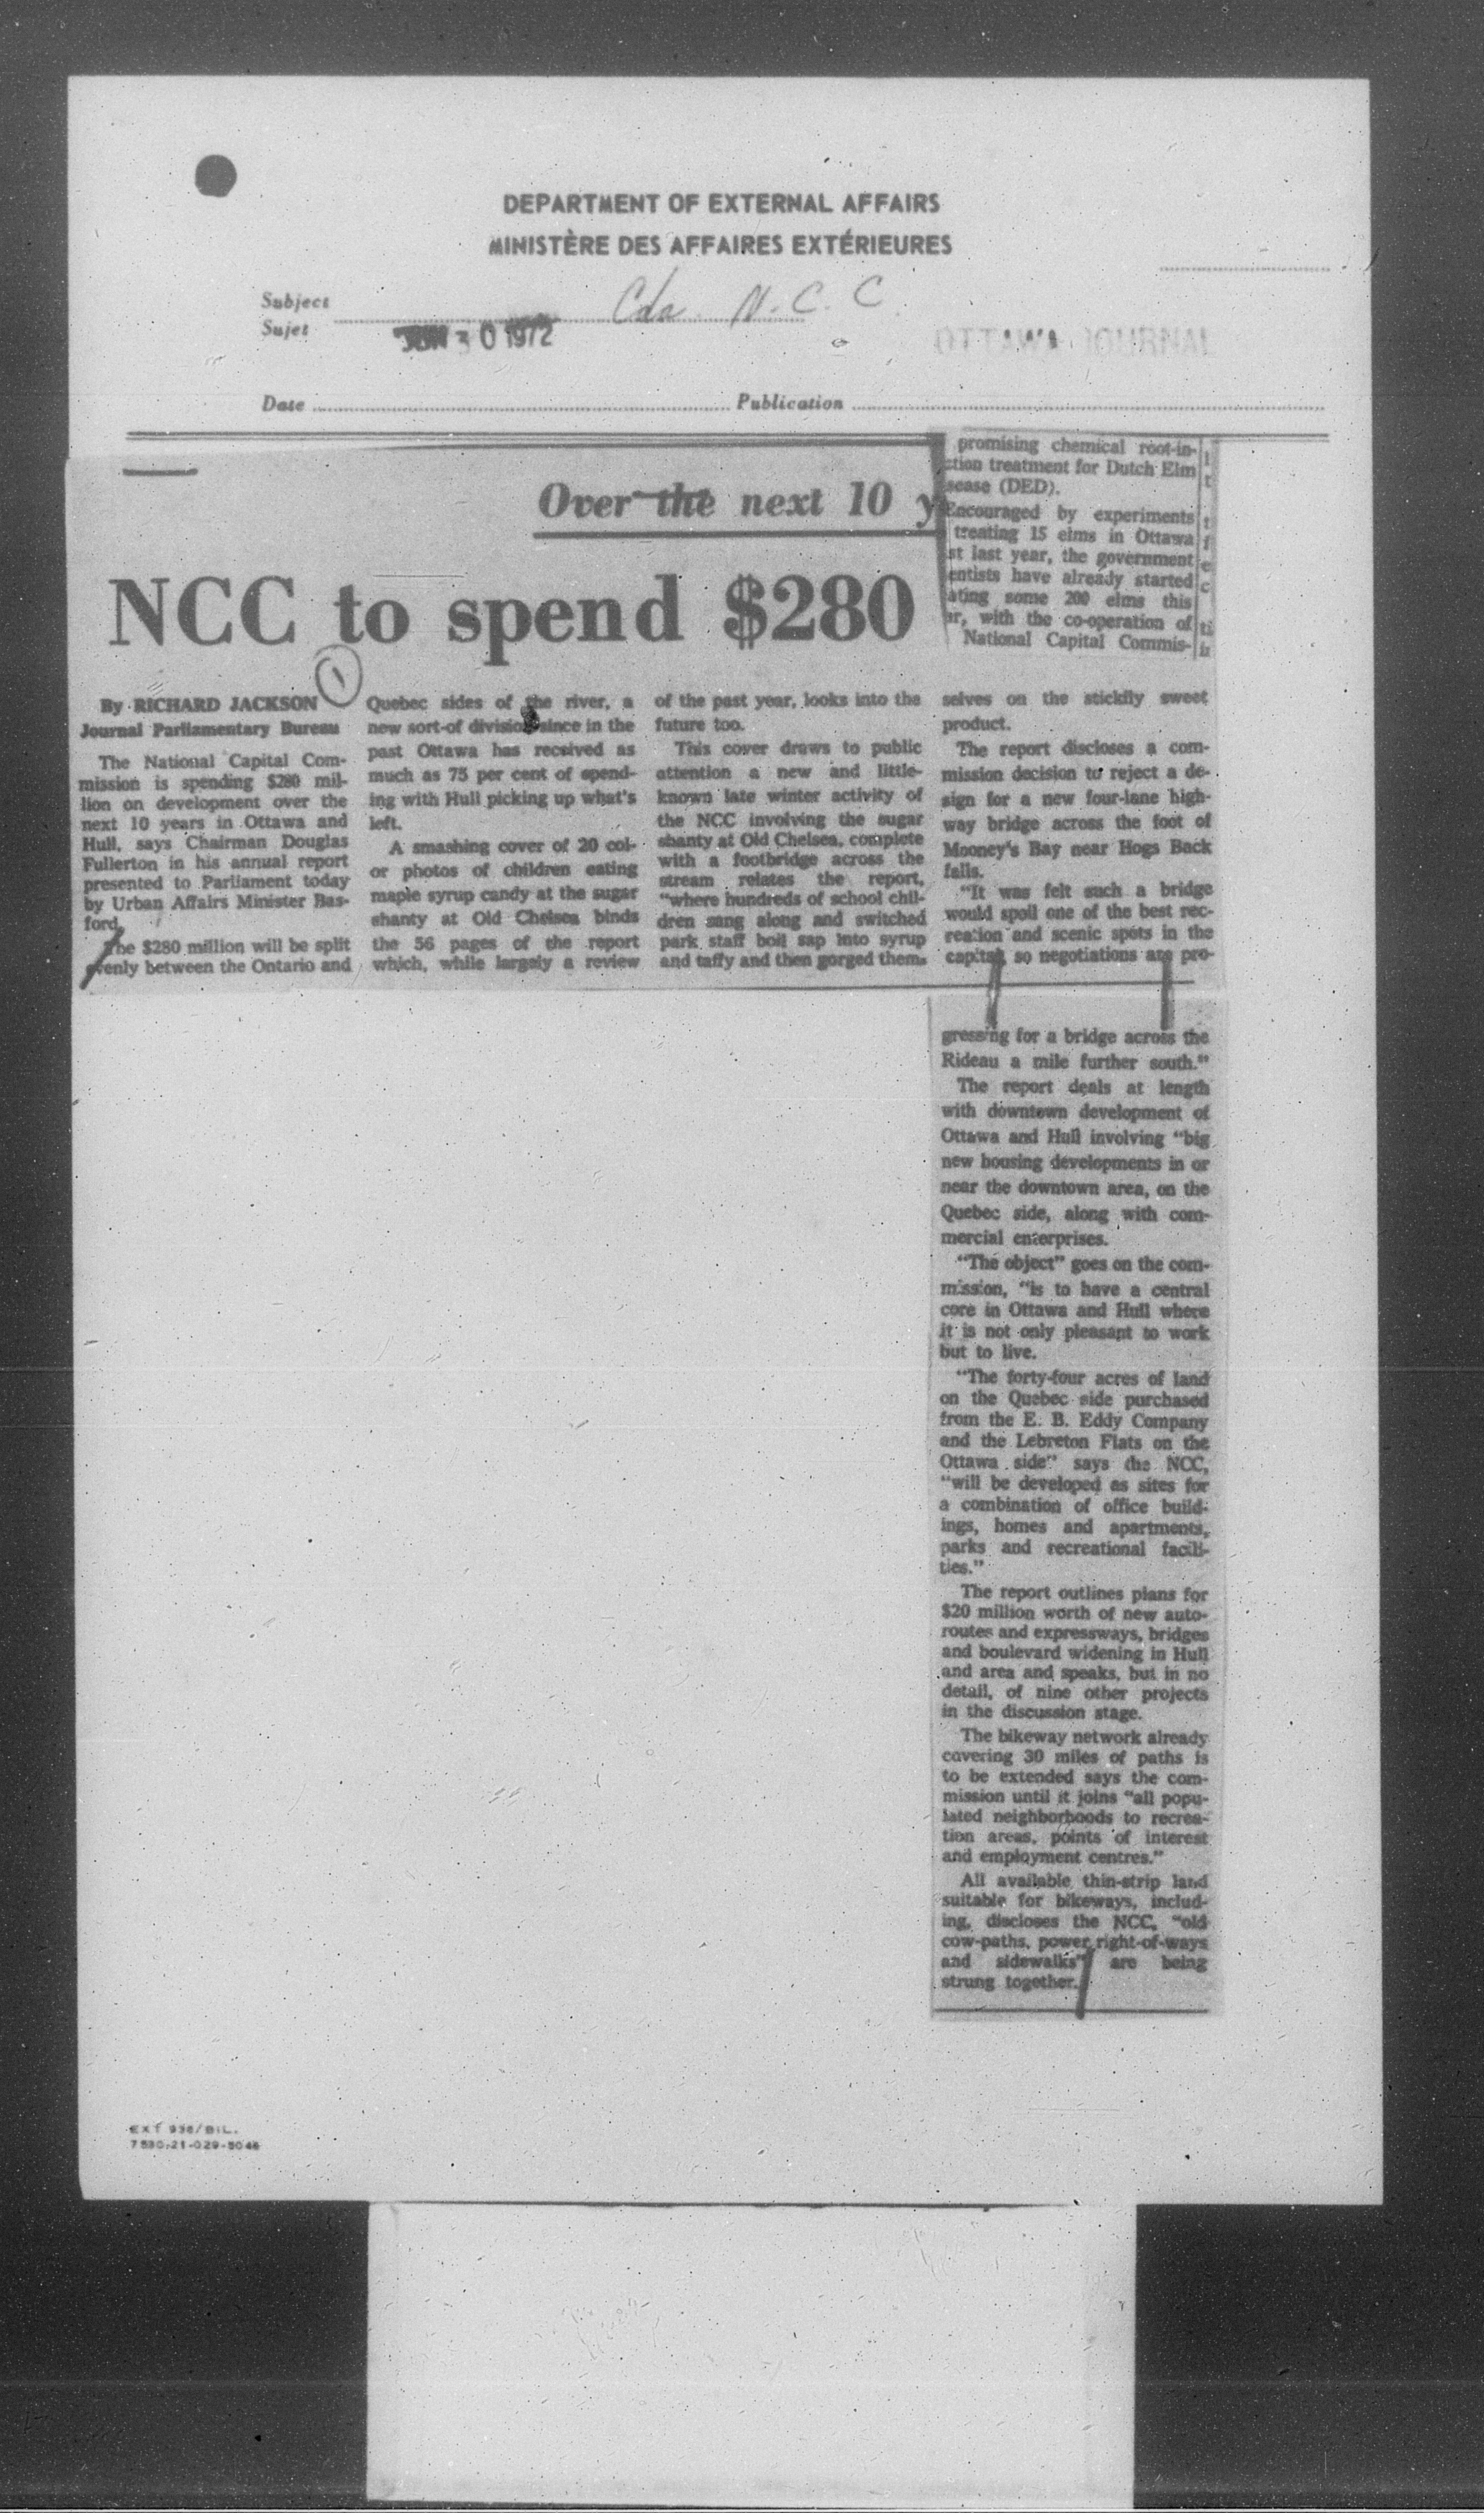 DEPARTMENT OF EXTERNAL AFFAIRS
MINISTÈRE DES AFFAIRES EXTÉRIEURES
Subject
Sujet
Cda. N. C. C
JUN 30 1972
OTTAWA JOURNAL
Date
Publication
Over the next 10 y
NCC to spend $280
promising chemical root-in-
ction treatment for Dutch Elm
sease (DED).
Encouraged by experiments
treating 15 elms in Ottawa
st last year, the government
entists have already started
ating some 200 elms this
ar, with the co-operation of
National Capital Commis-
1
By RICHARD JACKSON
Journal Parliamentary Bureau
The National Capital Com-
mission is spending $280 mil-
lion on development over the
next 10 years in Ottawa and
Hull, says Chairman Douglas
Fullerton in his annual report
presented to Parliament today
by Urban Affairs Minister Bas-
ford.
The $280 million will be split
evenly between the Ontario and
Quebec sides of the river, a
new sort-of division since in the
past Ottawa has received as
much as 75 per cent of spend-
ing with Hull picking up what's
left.
A smashing cover of 20 col-
or photos of children eating
maple syrup candy at the sugar
shanty at Old Chelsea binds
the 56 pages of the report
which, while largely a review
of the past year, looks into the
future too.
This cover draws to public
attention a new and little-
known late winter activity of
the NCC involving the sugar
shanty at Old Chelsea, complete
with a footbridge across the
stream relates the report,
"where hundreds of school chil-
dren sang along and switched
park staff boil sap into syrup
and taffy and then gorged them-
selves on the stickily sweet
product.
The report discloses a com-
mission decision to reject a de-
sign for a new four-lane high-
way bridge across the foot of
Mooney's Bay near Hogs Back
falls.
"It was felt such a bridge
would spoil one of the best rec-
reation and scenic spots in the
capital so negotiations are pro-
gressing for a bridge across the
Rideau a mile further south."
The report deals at length
with downtown development of
Ottawa and Hull involving "big
new housing developments in or
near the downtown area, on the
Quebec side, along with com-
mercial enterprises.
"The object" goes on the com-
mission, "is to have a central
core in Ottawa and Hull where
it is not only pleasant to work
but to live.
"The forty-four acres of land
on the Quebec side purchased
from the E. B. Eddy Company
and the Lebreton Flats on the
Ottawa side" says the NCC,
"will be developed as sites for
a combination of office build-
ings, homes and apartments,
parks and recreational facili-
ties."
The report outlines plans for
$20 million worth of new auto-
routes and expressways, bridges
and boulevard widening in Hull
and area and speaks, but in no
detail, of nine other projects
in the discussion stage.
The bikeway network already
covering 30 miles of paths is
to be extended says the com-
mission until it joins "all popu-
lated neighborhoods to recrea-
tion areas, points of interest
and employment centres."
All available thin-strip land
suitable for bikeways, includ-
ing, discloses the NCC, "old
cow-paths, power right-of-ways
and sidewalks" are being
strung together.
EXT 936/BIL.
7530-21-029-5046